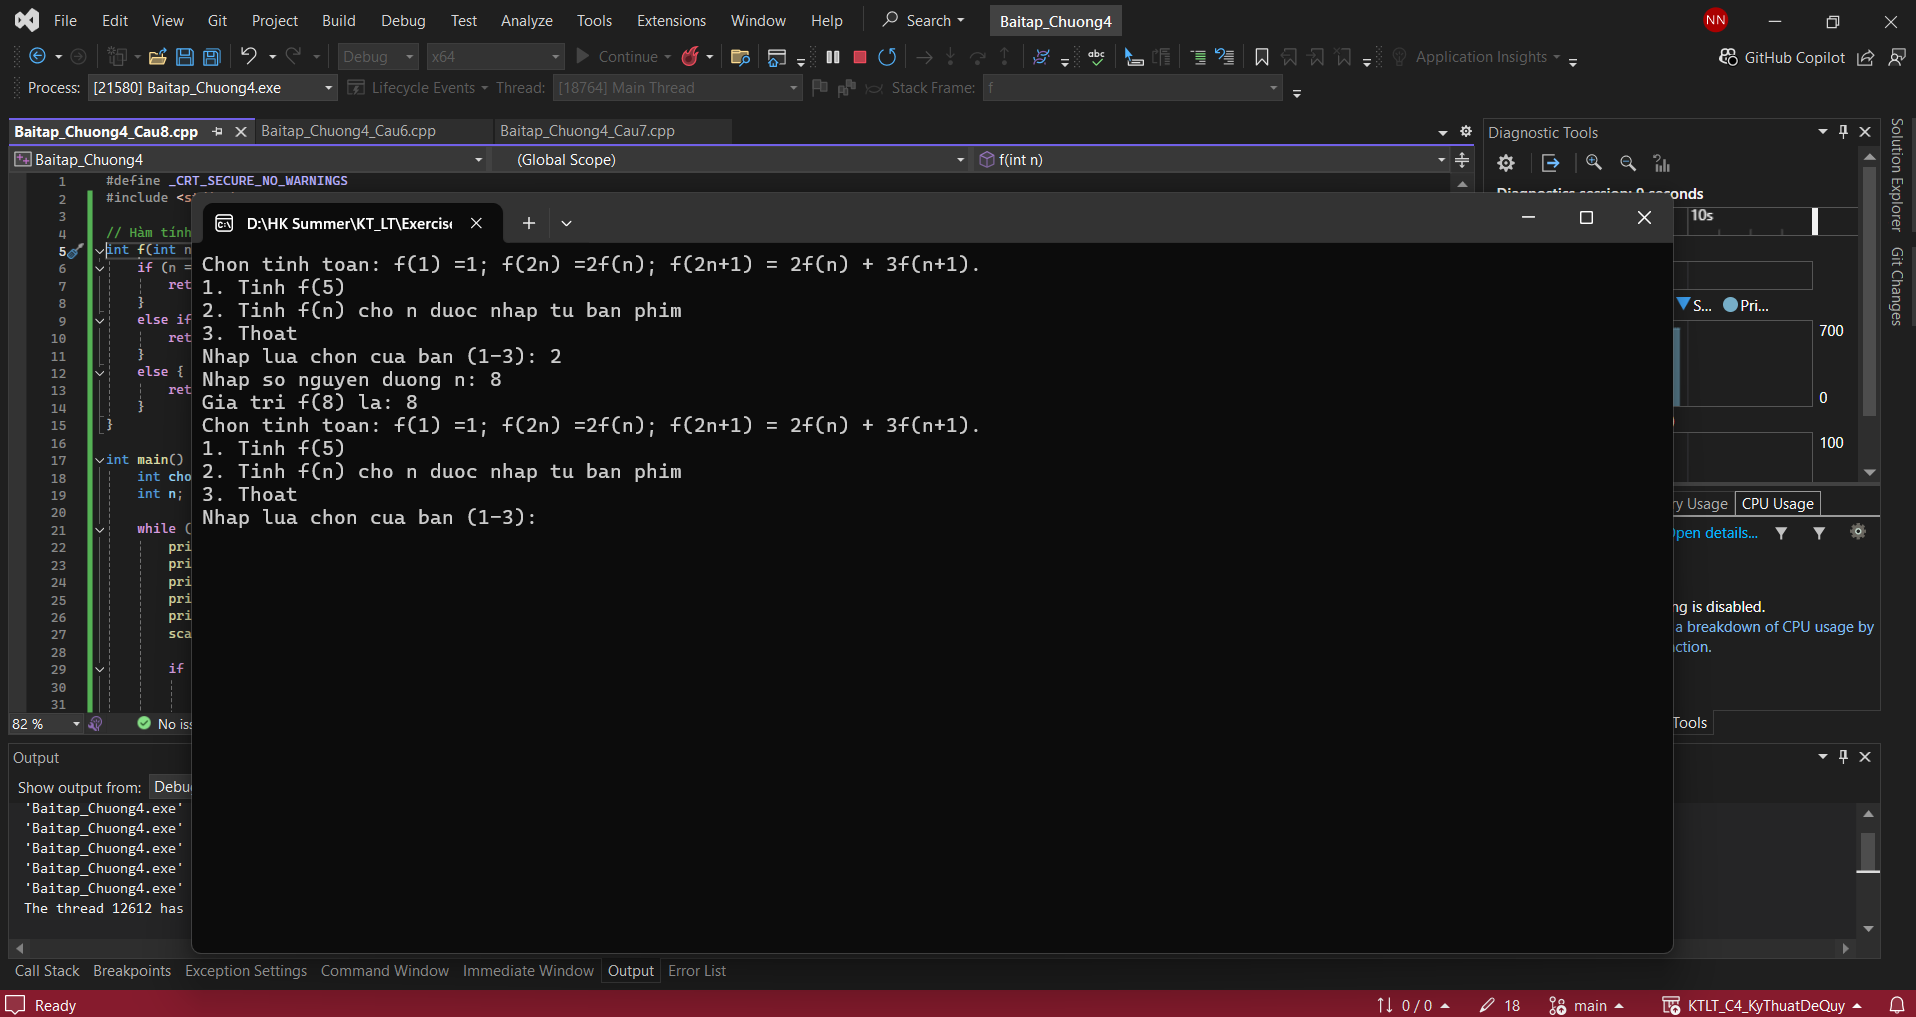 File Edit View Git Project Build Debug Test Analyze Tools Extensions Window Help Search Baitap_Chuong4 NN
Debug x64 Continue Application Insights GitHub Copilot
Process: [21580] Baitap_Chuong4.exe Lifecycle Events Thread: [18764] Main Thread Stack Frame: f
Baitap_Chuong4_Cau8.cpp Baitap_Chuong4_Cau6.cpp Baitap_Chuong4_Cau7.cpp
Baitap_Chuong4 (Global Scope) f(int n)
1 #define _CRT_SECURE_NO_WARNINGS
2 #include <s
3
4 // Hàm tính
5 int f(int n
6 if (n =
7 ret
8 }
9 else if
10 ret
11 }
12 else {
13 ret
14 }
15 }
16
17 int main()
18 int cho
19 int n;
20
21 while (
22 pri
23 pri
24 pri
25 pri
26 pri
27 sca
28
29 if
30
31
82 % No is
D:\HK Summer\KT_LT\Exercis
Chon tinh toan: f(1) =1; f(2n) =2f(n); f(2n+1) = 2f(n) + 3f(n+1).
1. Tinh f(5)
2. Tinh f(n) cho n duoc nhap tu ban phim
3. Thoat
Nhap lua chon cua ban (1-3): 2
Nhap so nguyen duong n: 8
Gia tri f(8) la: 8
Chon tinh toan: f(1) =1; f(2n) =2f(n); f(2n+1) = 2f(n) + 3f(n+1).
1. Tinh f(5)
2. Tinh f(n) cho n duoc nhap tu ban phim
3. Thoat
Nhap lua chon cua ban (1-3):
Diagnostic Tools
Diagnostics session: 9 seconds
10s
S... Pri...
700
0
100
ry Usage CPU Usage
pen details...
ng is disabled.
a breakdown of CPU usage by
ction.
Tools
Solution Explorer
Git Changes
Output
Show output from: Debu
'Baitap_Chuong4.exe'
'Baitap_Chuong4.exe'
'Baitap_Chuong4.exe'
'Baitap_Chuong4.exe'
'Baitap_Chuong4.exe'
The thread 12612 has
Call Stack Breakpoints Exception Settings Command Window Immediate Window Output Error List
Ready 0 / 0 18 main KTLT_C4_KyThuatDeQuy